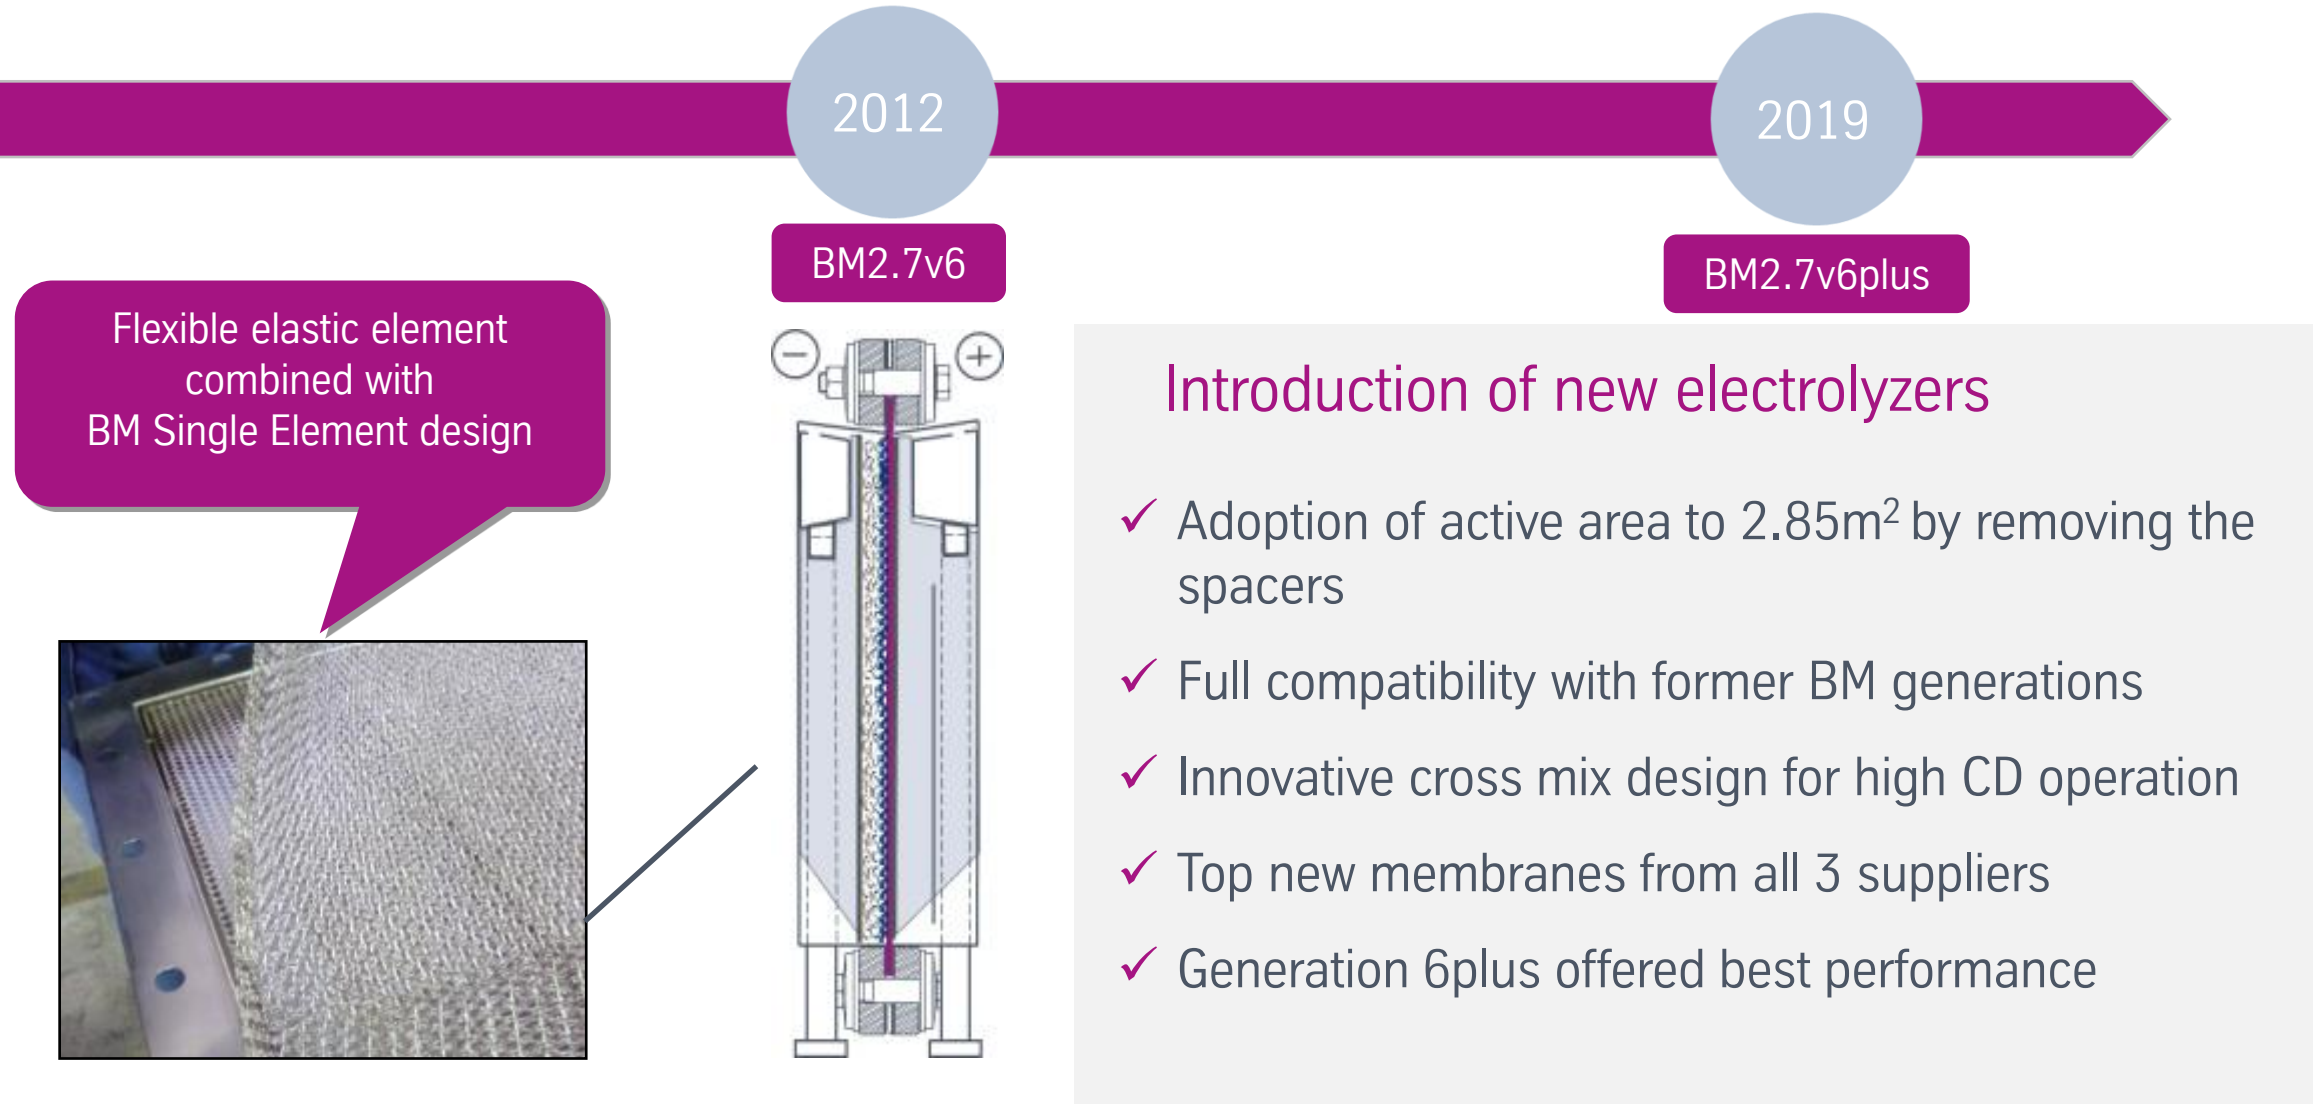 2012
2019
BM2.7v6
BM2.7v6plus
Flexible elastic element
combined with
BM Single Element design
− +
Introduction of new electrolyzers
✓ Adoption of active area to 2.85m² by removing the
spacers
✓ Full compatibility with former BM generations
✓ Innovative cross mix design for high CD operation
✓ Top new membranes from all 3 suppliers
✓ Generation 6plus offered best performance